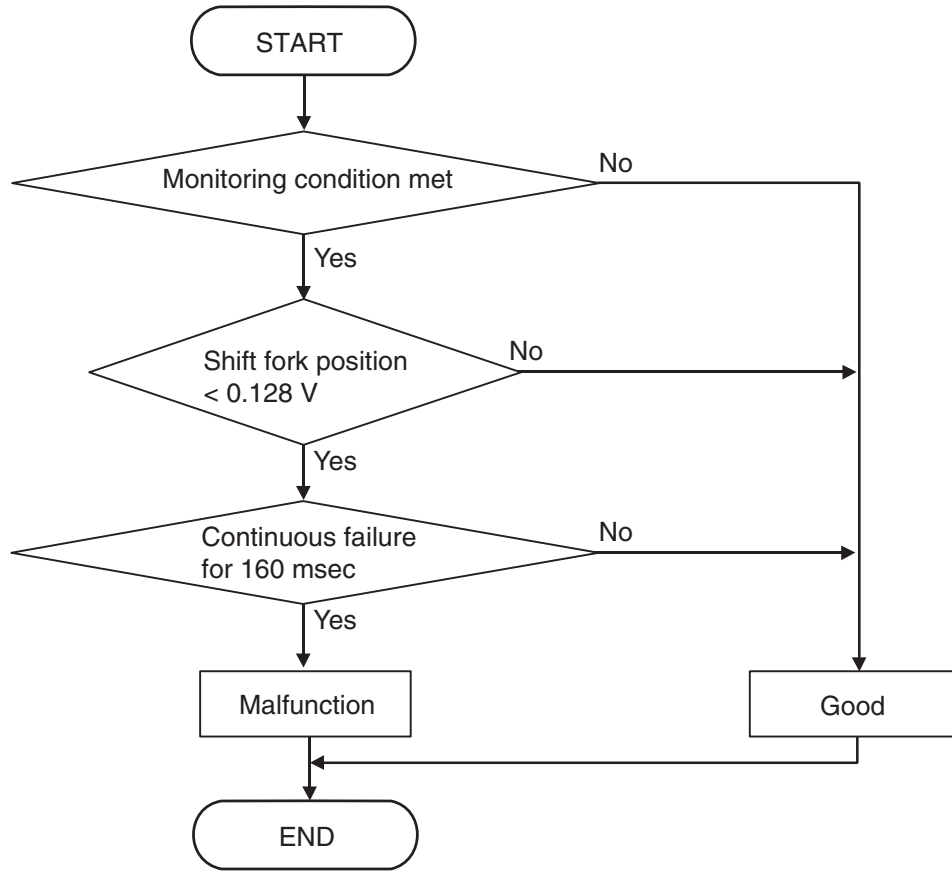 START
Monitoring condition met
No
Yes
Shift fork position
< 0.128 V
No
Yes
Continuous failure
for 160 msec
No
Yes
Malfunction
Good
END